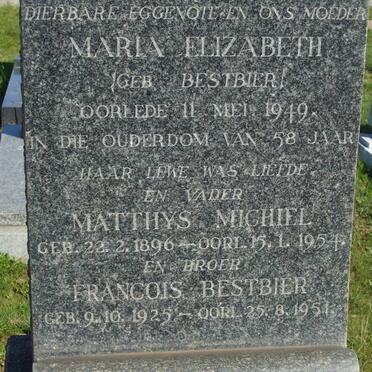 DIERBARE EGGENOTE EN ONS MOEDER
MARIA ELIZABETH
(GEB BESTBIER)
OORLEDE 11 MEI 1949.
IN DIE OUDERDOM VAN 58 JAAR
HAAR LEWE WAS LIEFDE.
EN VADER
MATTHYS MICHIEL
GEB. 22. 2. 1896 — OORL. 15. 1. 1954.
EN BROER
FRANCOIS BESTBIER
GEB. 9. 10. 1925 — OORL. 25. 8. 1951.